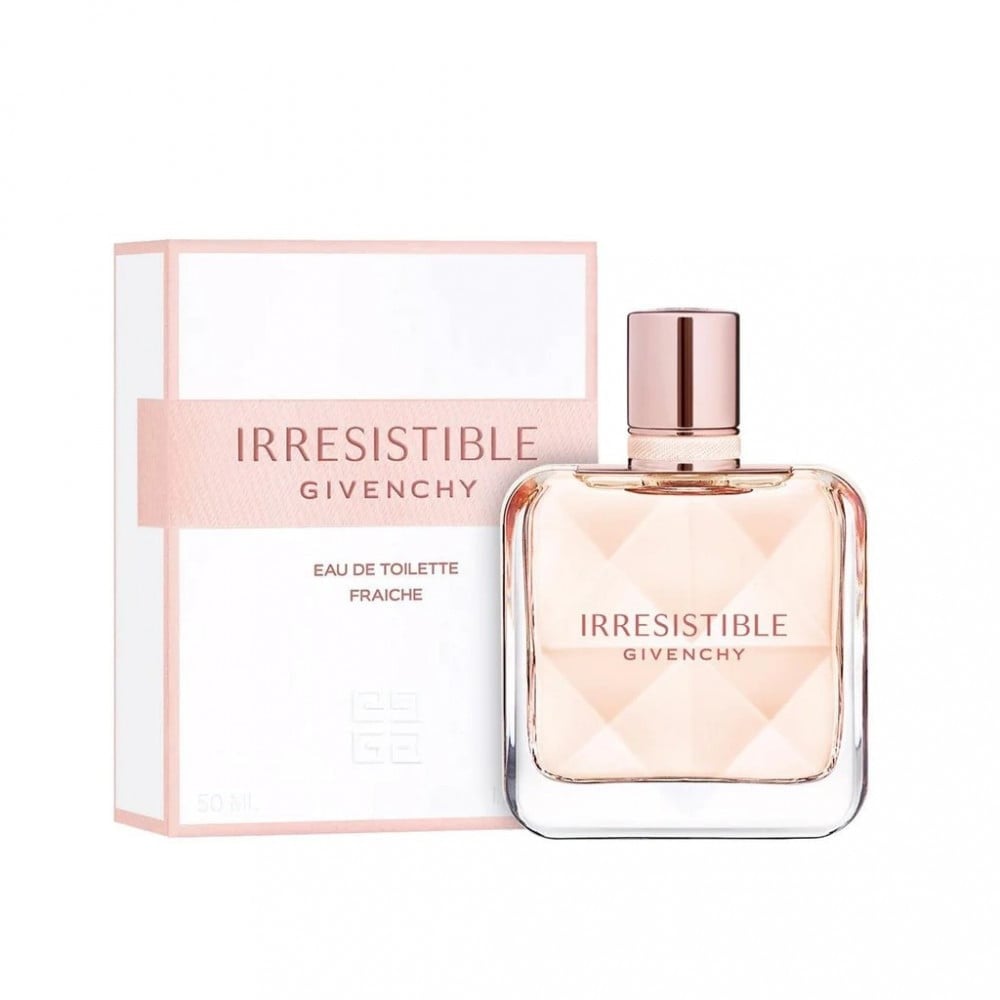 IRRESISTIBLE
GIVENCHY
EAU DE TOILETTE
FRAICHE
50 ML
IRRESISTIBLE
GIVENCHY